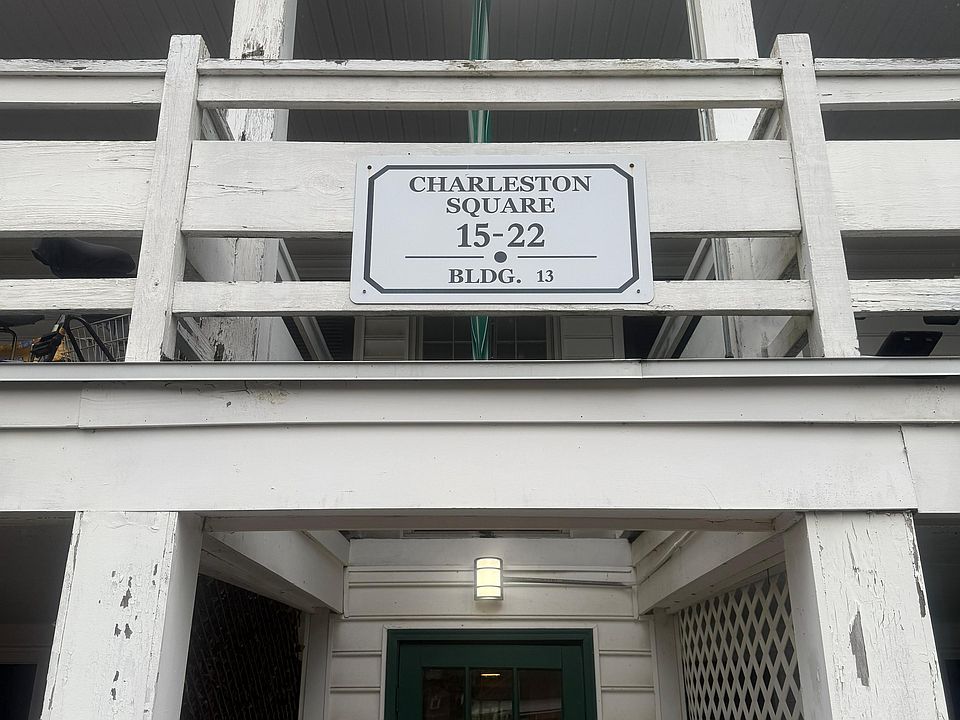 CHARLESTON
SQUARE
15-22
BLDG. 13